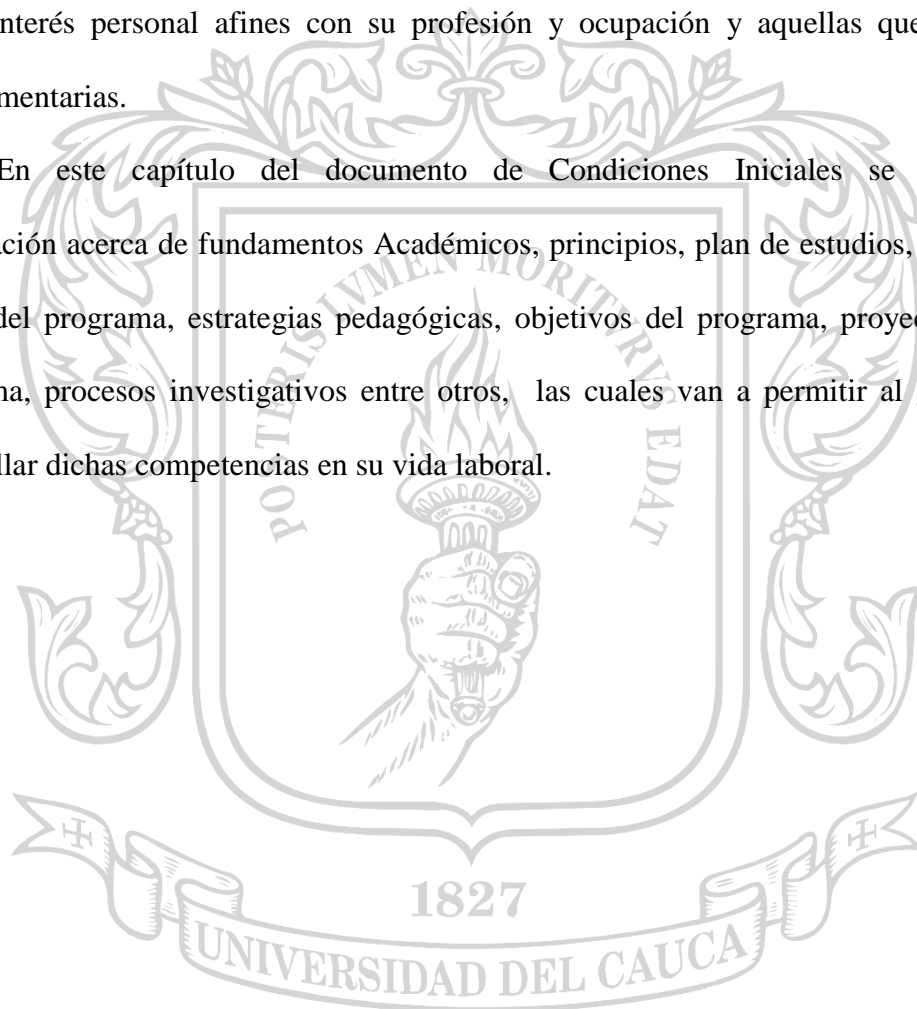 nterés personal afines con su profesión y ocupación y aquellas que
mentarias.
En este capítulo del documento de Condiciones Iniciales se
ción acerca de fundamentos Académicos, principios, plan de estudios,
del programa, estrategias pedagógicas, objetivos del programa, proyec
na, procesos investigativos entre otros, las cuales van a permitir al
llar dichas competencias en su vida laboral.
POSTERIS LVMEN MORITVRVS EDAT
1827
UNIVERSIDAD DEL CAUCA